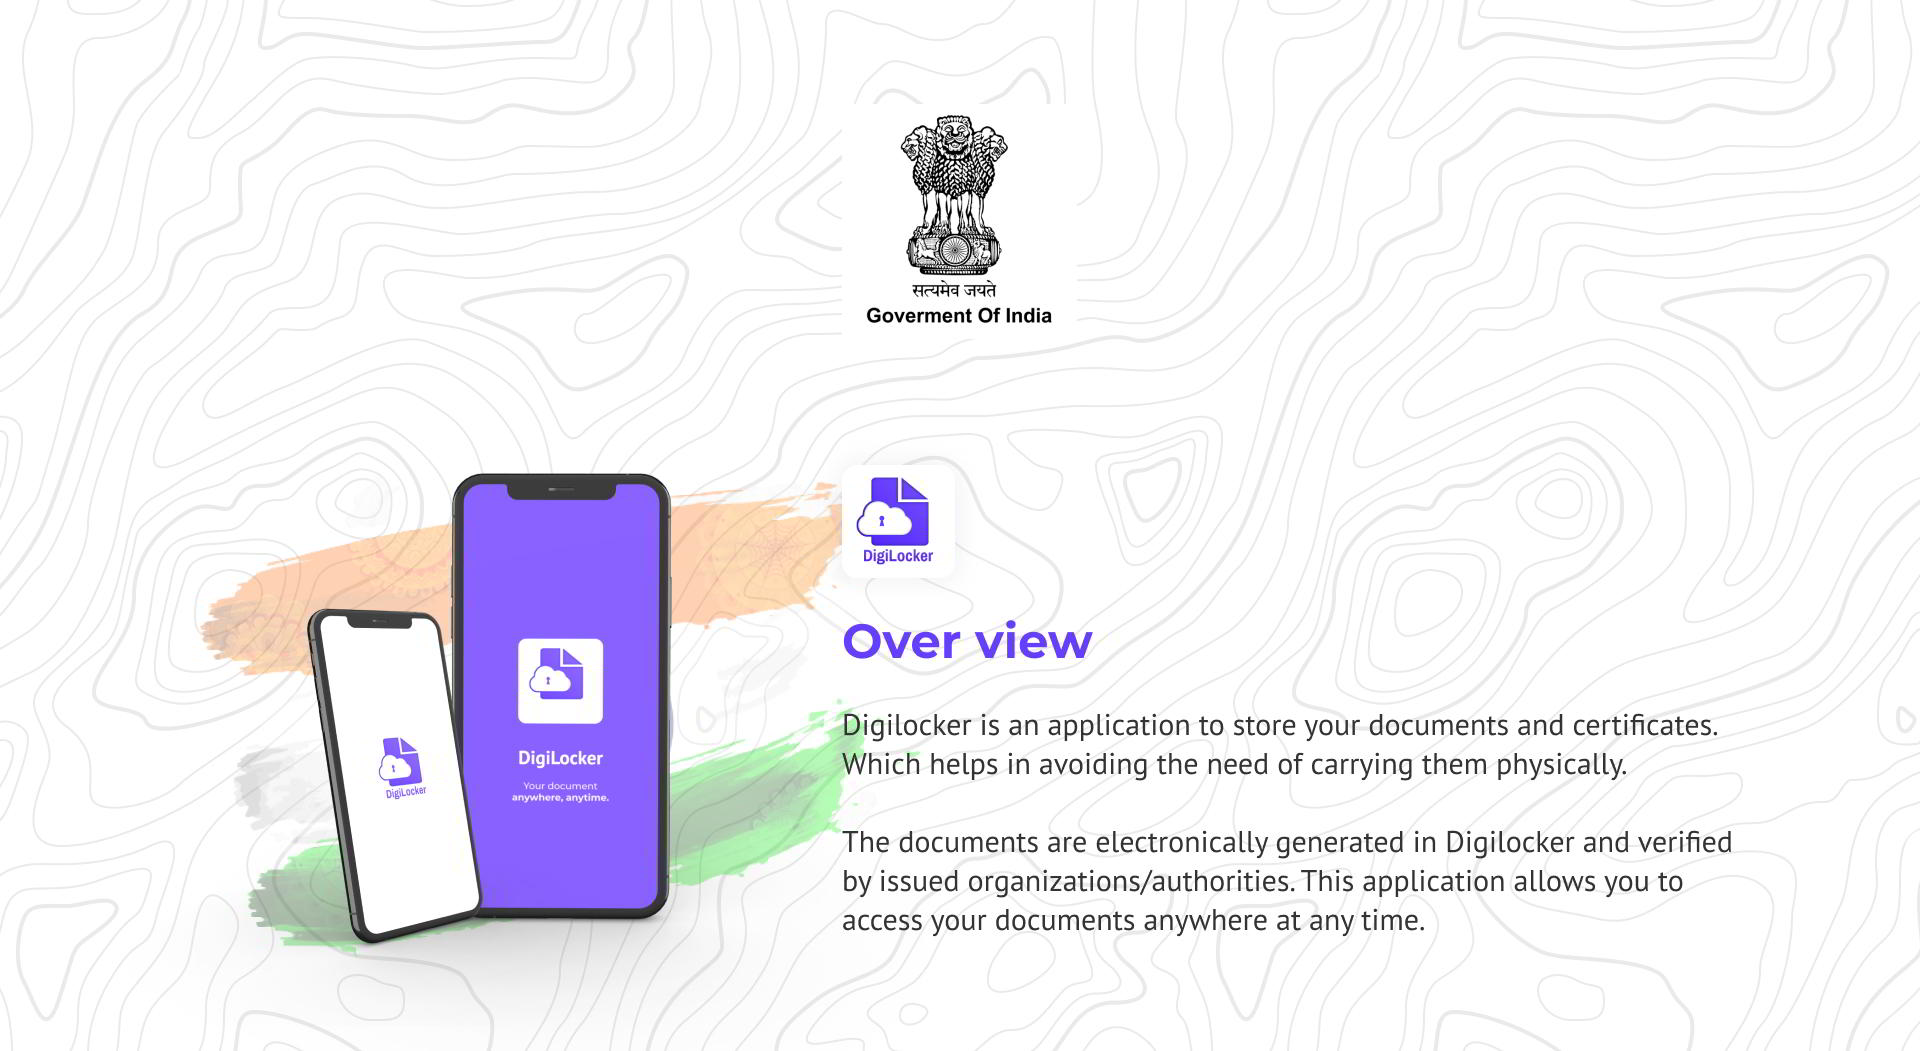 सत्यमेव जयते
Goverment Of India
DigiLocker
Over view
Digilocker is an application to store your documents and certificates.
Which helps in avoiding the need of carrying them physically.
The documents are electronically generated in Digilocker and verified
by issued organizations/authorities. This application allows you to
access your documents anywhere at any time.
DigiLocker
Your document
anywhere, anytime.
DigiLocker